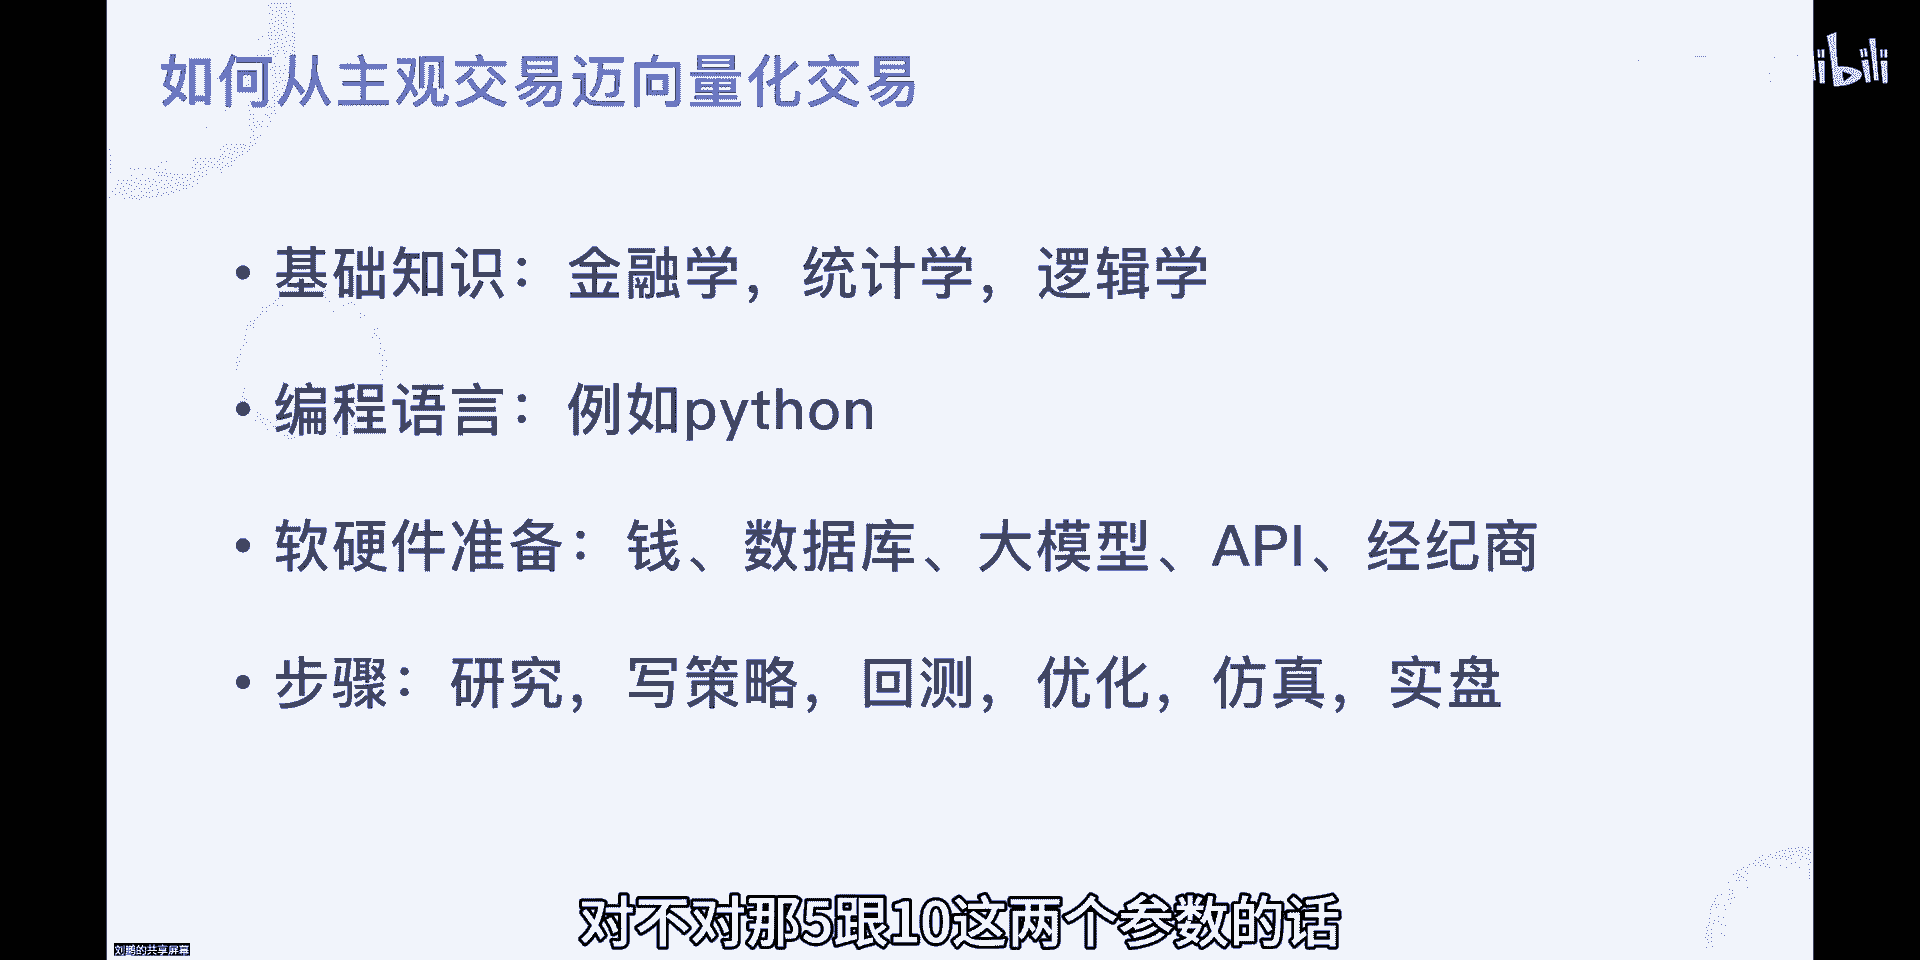 如何从主观交易迈向量化交易
bili
• 基础知识：金融学，统计学，逻辑学
• 编程语言：例如python
• 软硬件准备：钱、数据库、大模型、API、经纪商
• 步骤：研究，写策略，回测，优化，仿真，实盘
对不对那5跟10这两个参数的话
刘鹏的共享屏幕